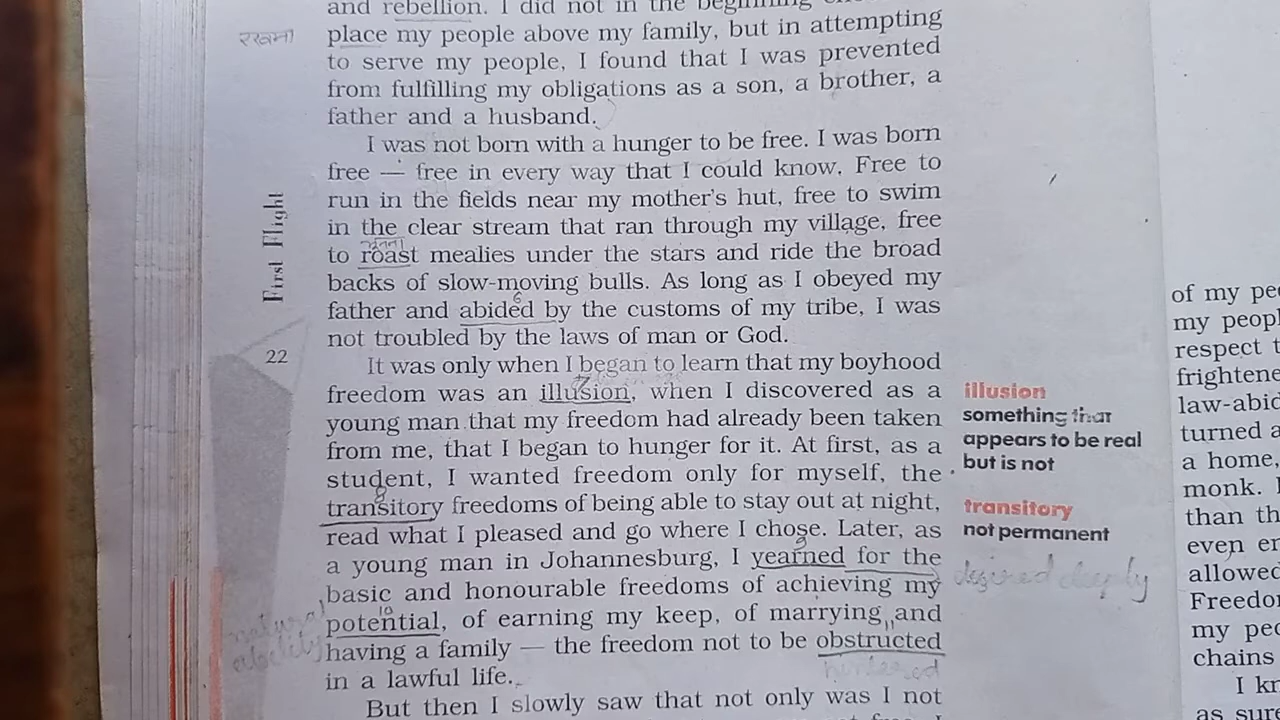 and rebellion. I did not in the beginning
रखना
place my people above my family, but in attempting
to serve my people, I found that I was prevented
from fulfilling my obligations as a son, a brother, a
father and a husband.
I was not born with a hunger to be free. I was born
free — free in every way that I could know. Free to
run in the fields near my mother's hut, free to swim
in the clear stream that ran through my village, free
to roast mealies under the stars and ride the broad
backs of slow-moving bulls. As long as I obeyed my
6
father and abided by the customs of my tribe, I was
not troubled by the laws of man or God.
First Flight
22
It was only when I began to learn that my boyhood
7
freedom was an illusion, when I discovered as a
young man that my freedom had already been taken
from me, that I began to hunger for it. At first, as a
student, I wanted freedom only for myself, the
8
transitory freedoms of being able to stay out at night,
read what I pleased and go where I chose. Later, as
9
a young man in Johannesburg, I yearned for the
basic and honourable freedoms of achieving my
10
potential, of earning my keep, of marrying and
11
having a family — the freedom not to be obstructed
in a lawful life.
But then I slowly saw that not only was I not
natural
ability
hindered
illusion
something that
appears to be real
but is not
transitory
not permanent
desired deeply
of my
my
respect
law-abid
turned a
a home,
monk.
than
even
allowed
my
chains
I
as sure